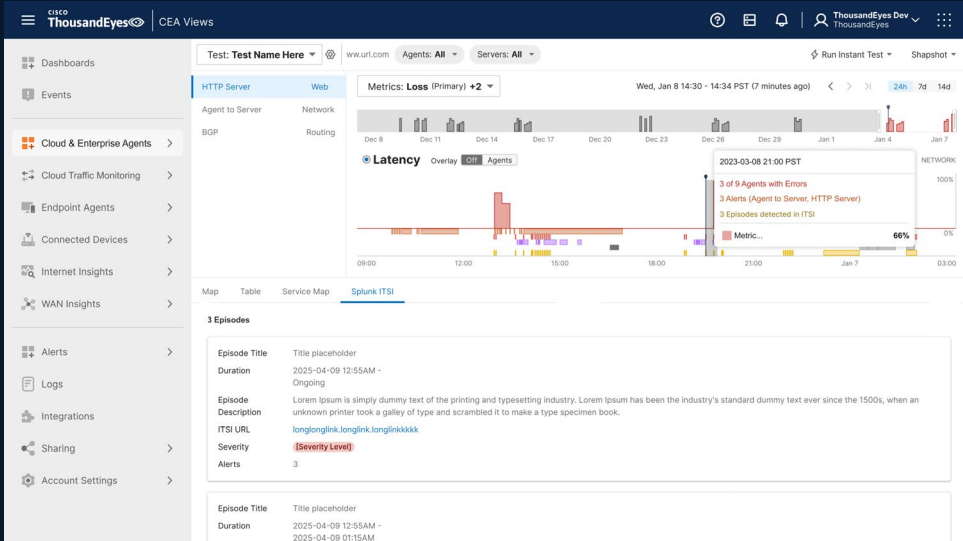 CISCO
ThousandEyes
CEA Views
ThousandEyes Dev
ThousandEyes
Dashboards
Events
Cloud & Enterprise Agents
Cloud Traffic Monitoring
Endpoint Agents
Connected Devices
Internet Insights
WAN Insights
Alerts
Logs
Integrations
Sharing
Account Settings
Test: Test Name Here
ww.url.com
Agents: All
Servers: All
Run Instant Test
Snapshot
HTTP Server Web
Agent to Server Network
BGP Routing
Metrics: Loss (Primary) +2
Wed, Jan 8 14:30 - 14:34 PST (7 minutes ago)
24h 7d 14d
Dec 8 Dec 11 Dec 14 Dec 17 Dec 20 Dec 23 Dec 26 Dec 29 Jan 1 Jan 4 Jan 7
Latency Overlay Off Agents
NETWORK
100%
0%
2023-03-08 21:00 PST
3 of 9 Agents with Errors
3 Alerts (Agent to Server, HTTP Server)
3 Episodes detected in ITSI
Metric... 66%
09:00 12:00 15:00 18:00 21:00 Jan 7 03:00
Map Table Service Map Splunk ITSI
3 Episodes
Episode Title Title placeholder
Duration 2025-04-09 12:55AM -
Ongoing
Episode Lorem Ipsum is simply dummy text of the printing and typesetting industry. Lorem Ipsum has been the industry's standard dummy text ever since the 1500s, when an
Description unknown printer took a galley of type and scrambled it to make a type specimen book.
ITSI URL longlonglink.longlink.longlinkkkkk
Severity [Severity Level]
Alerts 3
Episode Title Title placeholder
Duration 2025-04-09 12:55AM -
2025-04-09 01:15AM